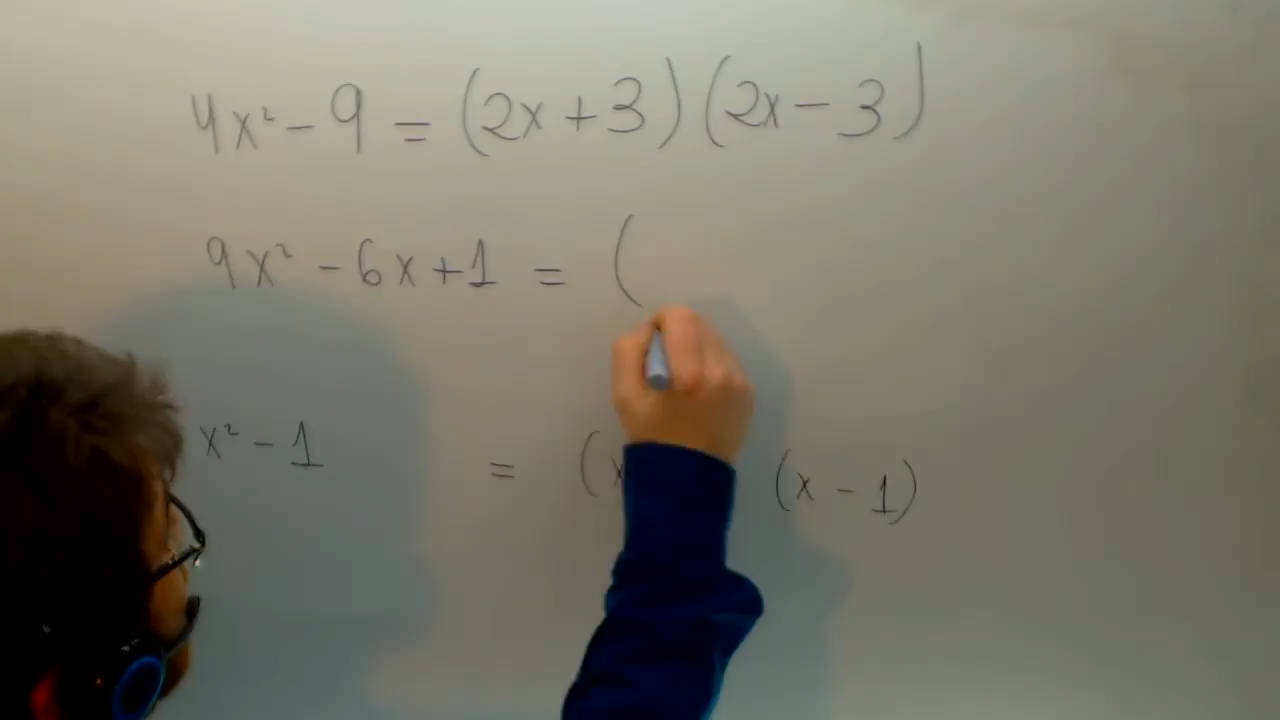 4x² - 9 = (2x + 3)(2x - 3)
9x² - 6x + 1 = (
x² - 1 = (x (x - 1)